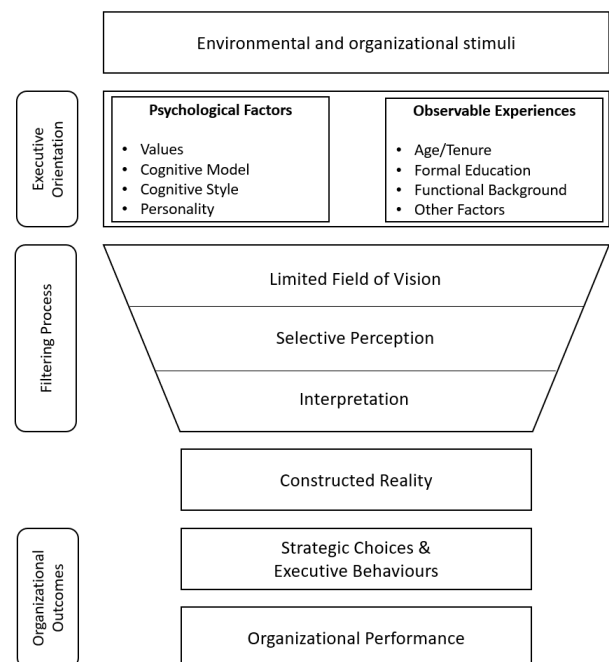 Environmental and organizational stimuli
Executive
Orientation
Psychological Factors
• Values
• Cognitive Model
• Cognitive Style
• Personality
Observable Experiences
• Age/Tenure
• Formal Education
• Functional Background
• Other Factors
Filtering Process
Limited Field of Vision
Selective Perception
Interpretation
Constructed Reality
Organizational
Outcomes
Strategic Choices &
Executive Behaviours
Organizational Performance